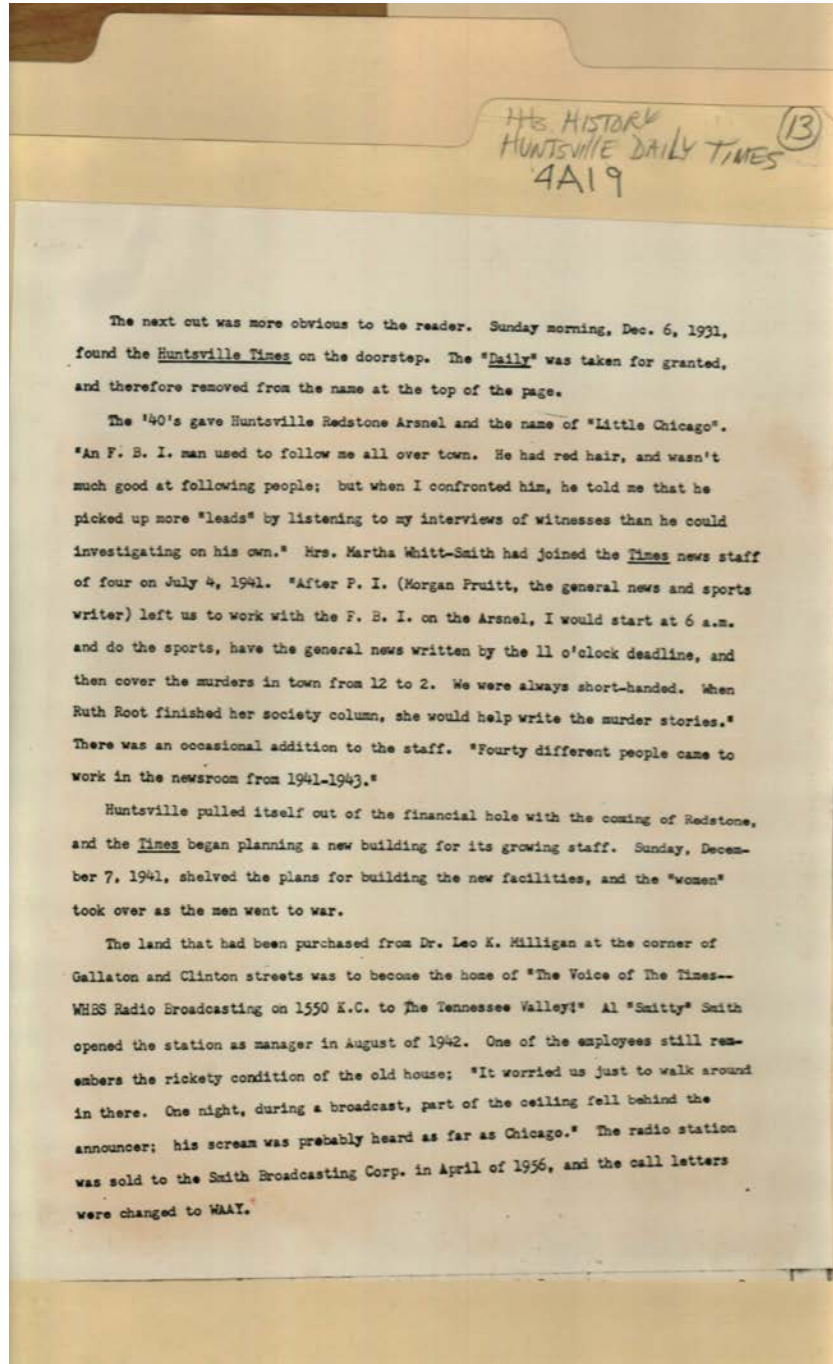 HHS HISTORY
HUNTSVILLE DAILY TIMES
13
4A19
The next cut was more obvious to the reader. Sunday morning, Dec. 6, 1931,
found the Huntsville Times on the doorstep. The "Daily" was taken for granted,
and therefore removed from the name at the top of the page.
The '40's gave Huntsville Redstone Arsnel and the name of "Little Chicago".
"An F. B. I. man used to follow me all over town. He had red hair, and wasn't
much good at following people; but when I confronted him, he told me that he
picked up more "leads" by listening to my interviews of witnesses than he could
investigating on his own." Mrs. Martha Whitt-Smith had joined the Times news staff
of four on July 4, 1941. "After P. I. (Morgan Pruitt, the general news and sports
writer) left us to work with the F. B. I. on the Arsnel, I would start at 6 a.m.
and do the sports, have the general news written by the 11 o'clock deadline, and
then cover the murders in town from 12 to 2. We were always short-handed. When
Ruth Root finished her society column, she would help write the murder stories."
There was an occasional addition to the staff. "Fourty different people came to
work in the newsroom from 1941-1943."
Huntsville pulled itself out of the financial hole with the coming of Redstone,
and the Times began planning a new building for its growing staff. Sunday, Decem-
ber 7, 1941, shelved the plans for building the new facilities, and the "women"
took over as the men went to war.
The land that had been purchased from Dr. Leo K. Milligan at the corner of
Gallaton and Clinton streets was to become the home of "The Voice of The Times--
WHBS Radio Broadcasting on 1550 K.C. to The Tennessee Valley!" Al "Smitty" Smith
opened the station as manager in August of 1942. One of the employees still rem-
embers the rickety condition of the old house; "It worried us just to walk around
in there. One night, during a broadcast, part of the ceiling fell behind the
announcer; his scream was probably heard as far as Chicago." The radio station
was sold to the Smith Broadcasting Corp. in April of 1956, and the call letters
were changed to WAAY.